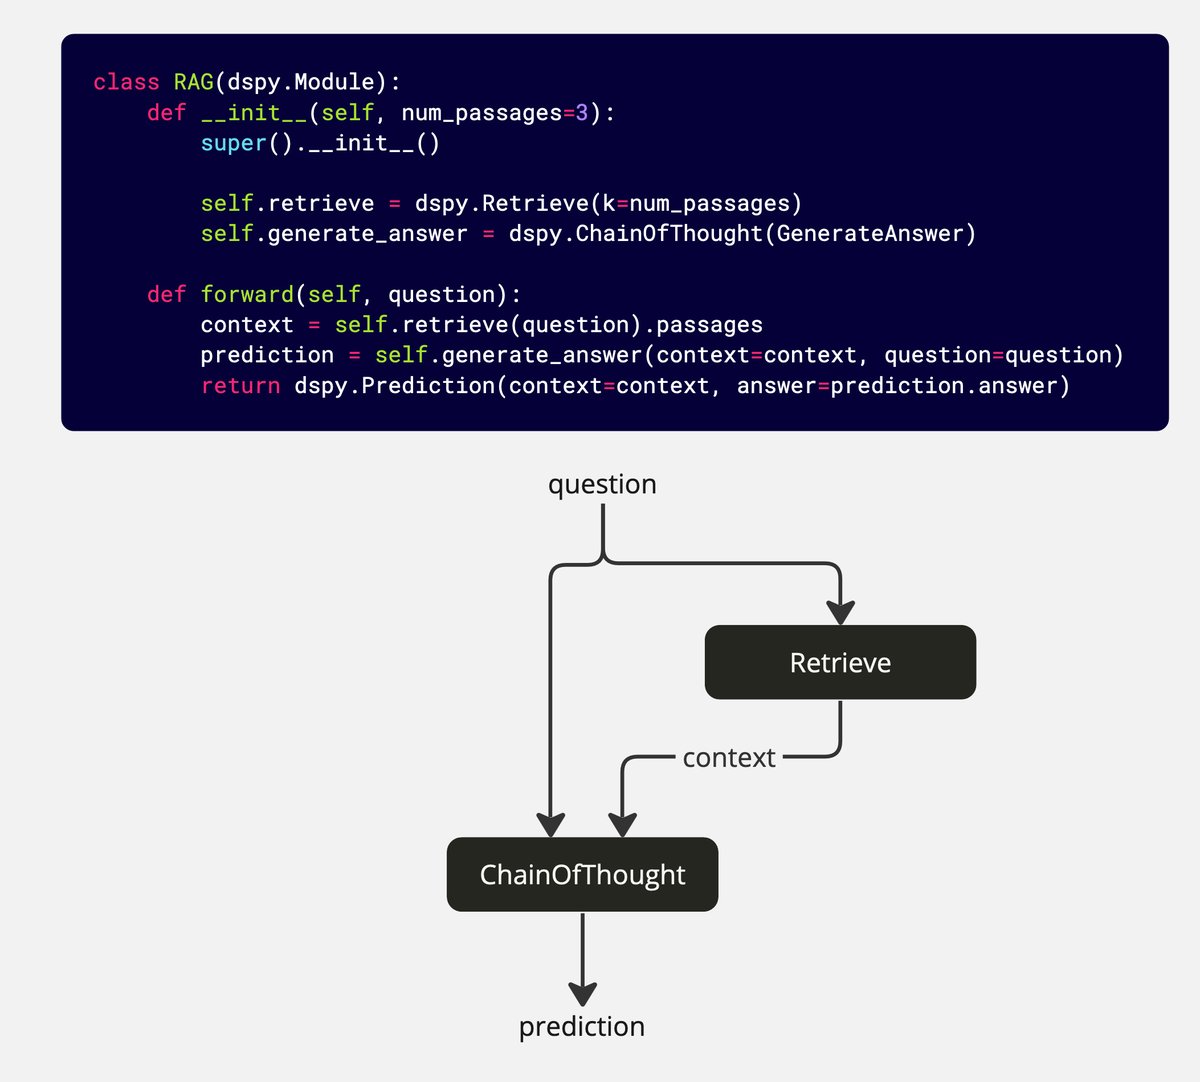 class RAG(dspy.Module):
    def __init__(self, num_passages=3):
        super().__init__()

        self.retrieve = dspy.Retrieve(k=num_passages)
        self.generate_answer = dspy.ChainOfThought(GenerateAnswer)

    def forward(self, question):
        context = self.retrieve(question).passages
        prediction = self.generate_answer(context=context, question=question)
        return dspy.Prediction(context=context, answer=prediction.answer)
question
Retrieve
context
ChainOfThought
prediction